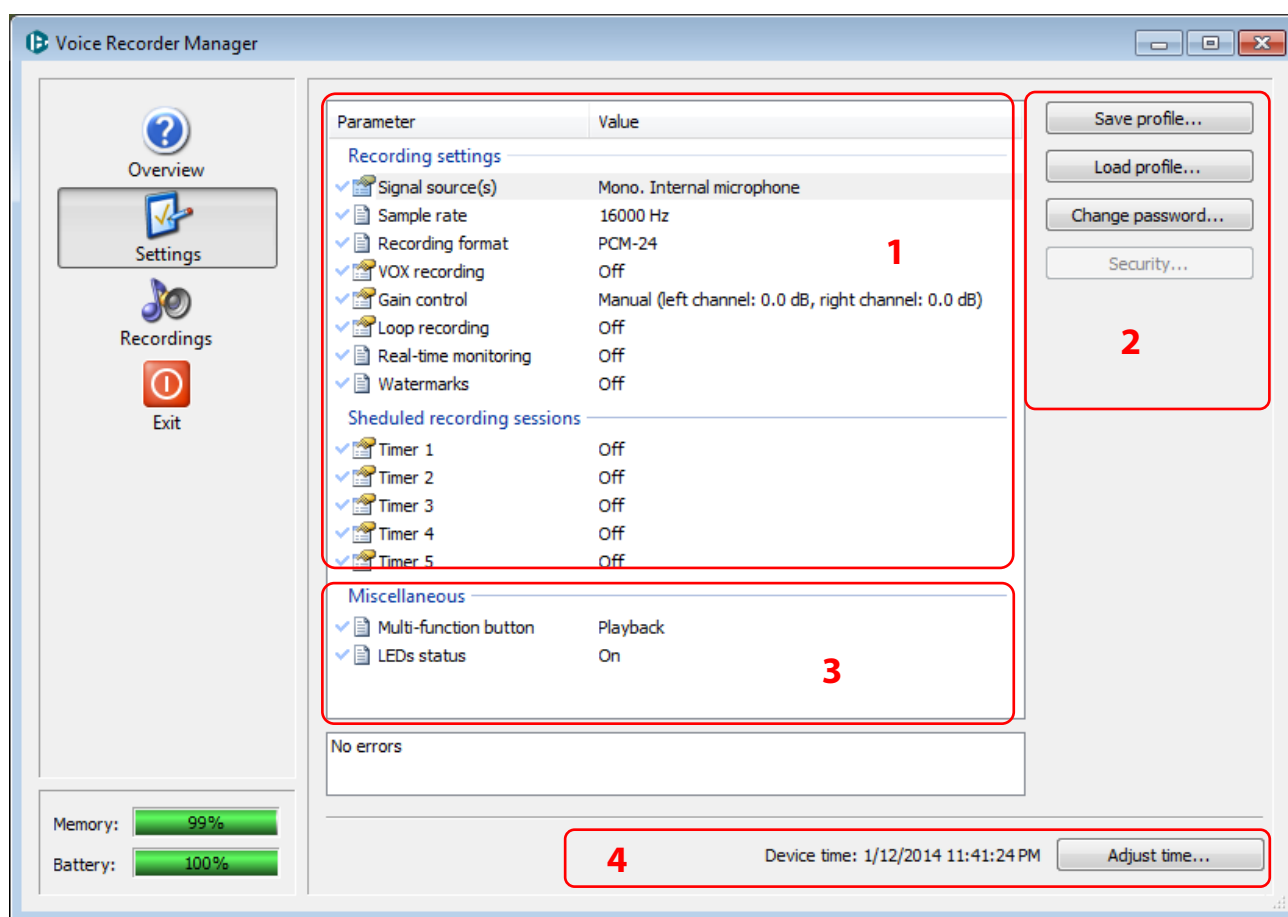 Voice Recorder Manager
Overview
Settings
Recordings
Exit
Parameter Value
Recording settings
Signal source(s) Mono. Internal microphone
Sample rate 16000 Hz
Recording format PCM-24
VOX recording Off
Gain control Manual (left channel: 0.0 dB, right channel: 0.0 dB)
Loop recording Off
Real-time monitoring Off
Watermarks Off
Sheduled recording sessions
Timer 1 Off
Timer 2 Off
Timer 3 Off
Timer 4 Off
Timer 5 Off
1
Miscellaneous
Multi-function button Playback
LEDs status On
3
No errors
Save profile...
Load profile...
Change password...
Security...
2
Memory: 99%
Battery: 100%
4
Device time: 1/12/2014 11:41:24 PM
Adjust time...